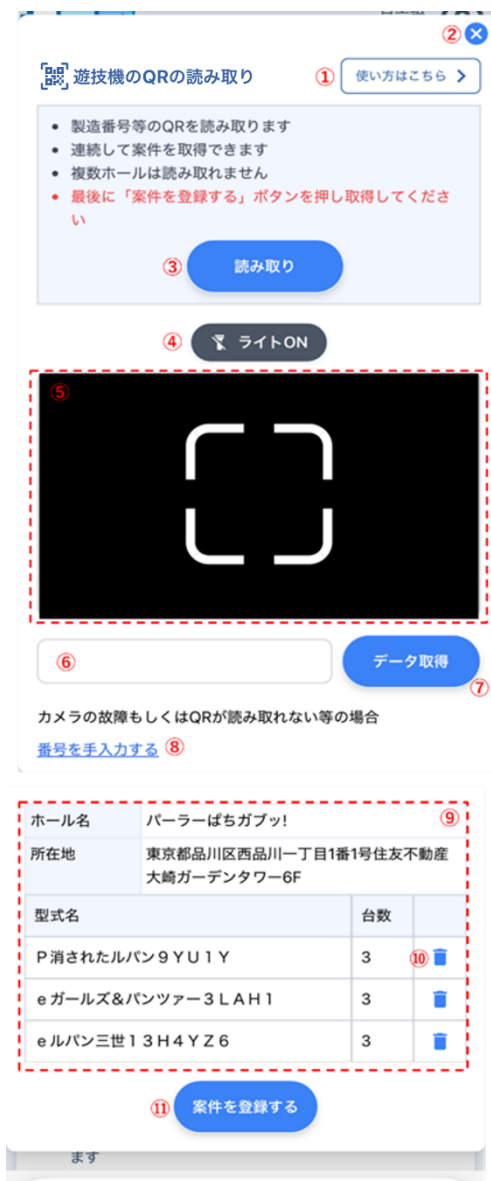 ②
遊技機のQRの読み取り ① 使い方はこちら
• 製造番号等のQRを読み取ります
• 連続して案件を取得できます
• 複数ホールは読み取れません
• 最後に「案件を登録する」ボタンを押し取得してくださ
い
③ 読み取り
④ ライトON
⑤
⑥ データ取得
⑦
カメラの故障もしくはQRが読み取れない等の場合
番号を手入力する ⑧
ホール名 パーラーぱちガブッ! ⑨
所在地 東京都品川区西品川一丁目1番1号住友不動産
大崎ガーデンタワー6F
型式名 台数
P消されたルパン9YU1Y 3 ⑩
eガールズ&パンツァー3LAH1 3
eルパン三世13H4YZ6 3
⑪ 案件を登録する
ます